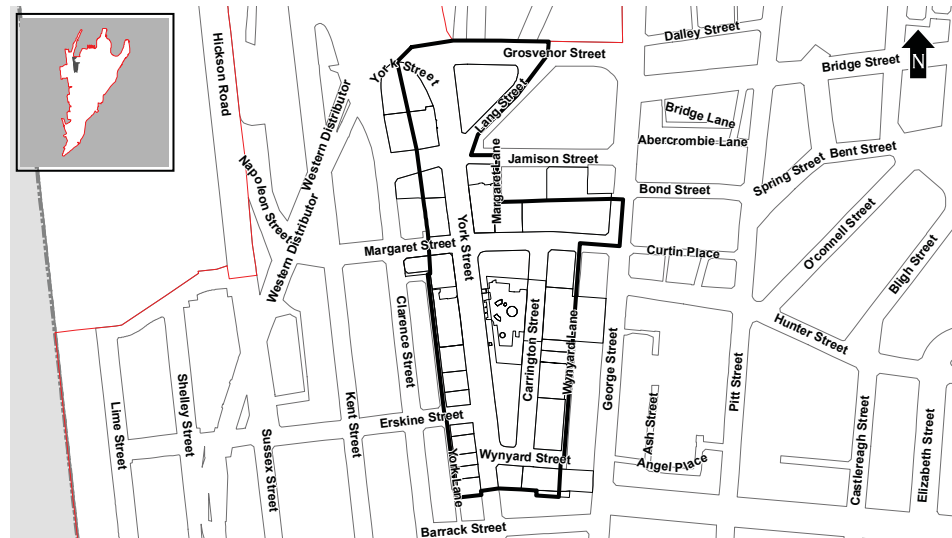 Dalley Street
Grosvenor Street
Bridge Street
N
Hickson Road
York Street
Western Distributor
Lang Street
Bridge Lane
Abercrombie Lane
Bent Street
Jamison Street
Margaret Lane
Spring Street
Napoleon Street
Bond Street
Western Distributor
York Street
Margaret Street
Curtin Place
O'connell Street
Bligh Street
Clarence Street
Carrington Street
Wynyard Lane
George Street
Hunter Street
Pitt Street
Lime Street
Shelley Street
Kent Street
Erskine Street
Ash Street
Sussex Street
York Lane
Wynyard Street
Angel Place
Castlereagh Street
Elizabeth Street
Barrack Street